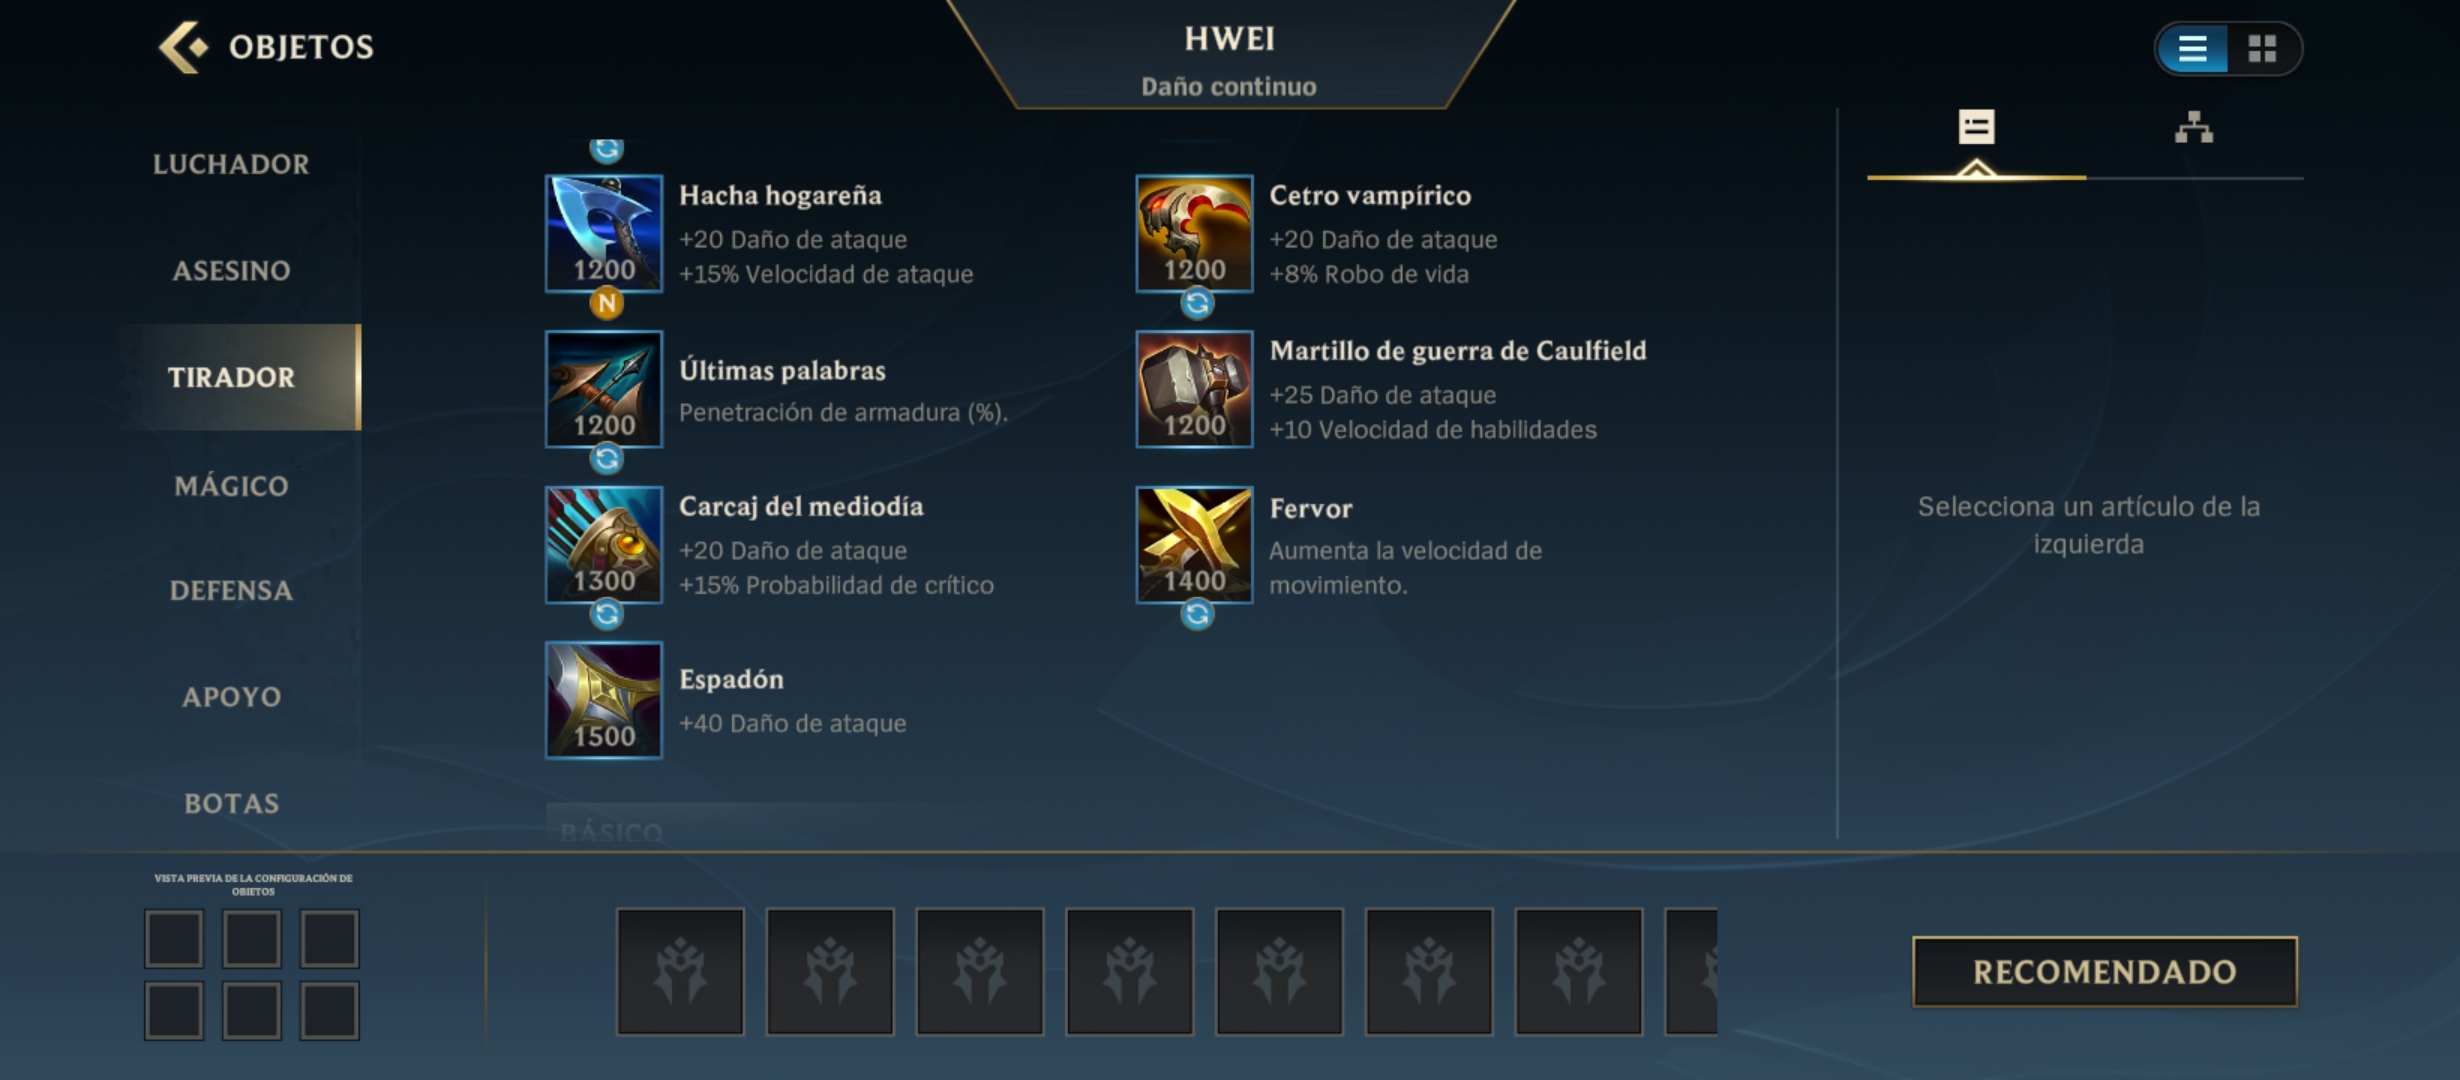 OBJETOS
HWEI
Daño continuo
LUCHADOR
ASESINO
TIRADOR
MÁGICO
DEFENSA
APOYO
BOTAS
Hacha hogareña
+20 Daño de ataque
+15% Velocidad de ataque
1200
N
Cetro vampírico
+20 Daño de ataque
+8% Robo de vida
1200
Últimas palabras
Penetración de armadura (%).
1200
Martillo de guerra de Caulfield
+25 Daño de ataque
+10 Velocidad de habilidades
1200
Carcaj del mediodía
+20 Daño de ataque
+15% Probabilidad de crítico
1300
Fervor
Aumenta la velocidad de
movimiento.
1400
Espadón
+40 Daño de ataque
1500
BÁSICO
Selecciona un artículo de la
izquierda
VISTA PREVIA DE LA CONFIGURACIÓN DE
OBJETOS
RECOMENDADO